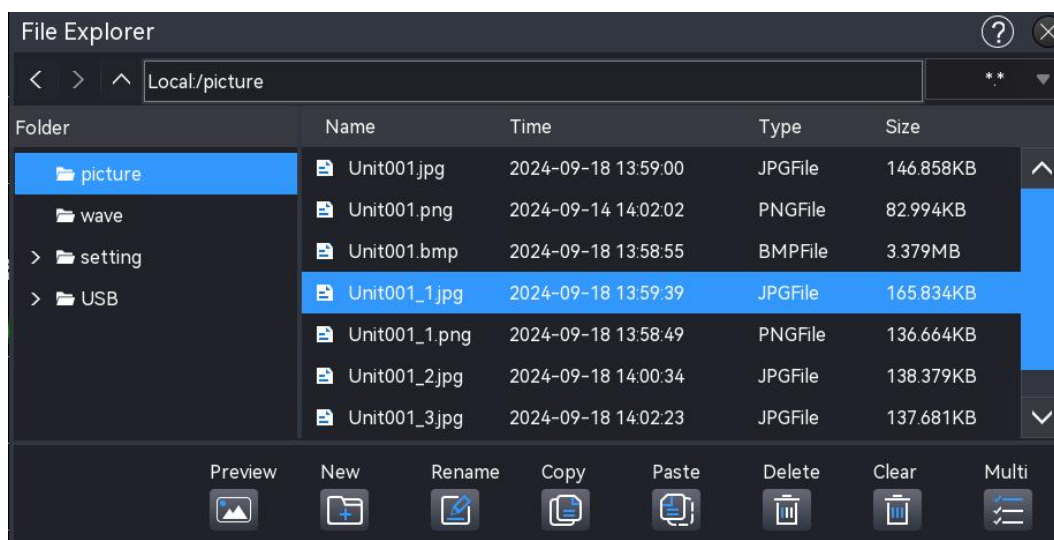 File Explorer
Local:/picture *.*
Folder Name Time Type Size
picture Unit001.jpg 2024-09-18 13:59:00 JPGFile 146.858KB
wave Unit001.png 2024-09-14 14:02:02 PNGFile 82.994KB
setting Unit001.bmp 2024-09-18 13:58:55 BMPFile 3.379MB
USB Unit001_1.jpg 2024-09-18 13:59:39 JPGFile 165.834KB
Unit001_1.png 2024-09-18 13:58:49 PNGFile 136.664KB
Unit001_2.jpg 2024-09-18 14:00:34 JPGFile 138.379KB
Unit001_3.jpg 2024-09-18 14:02:23 JPGFile 137.681KB
Preview New Rename Copy Paste Delete Clear Multi